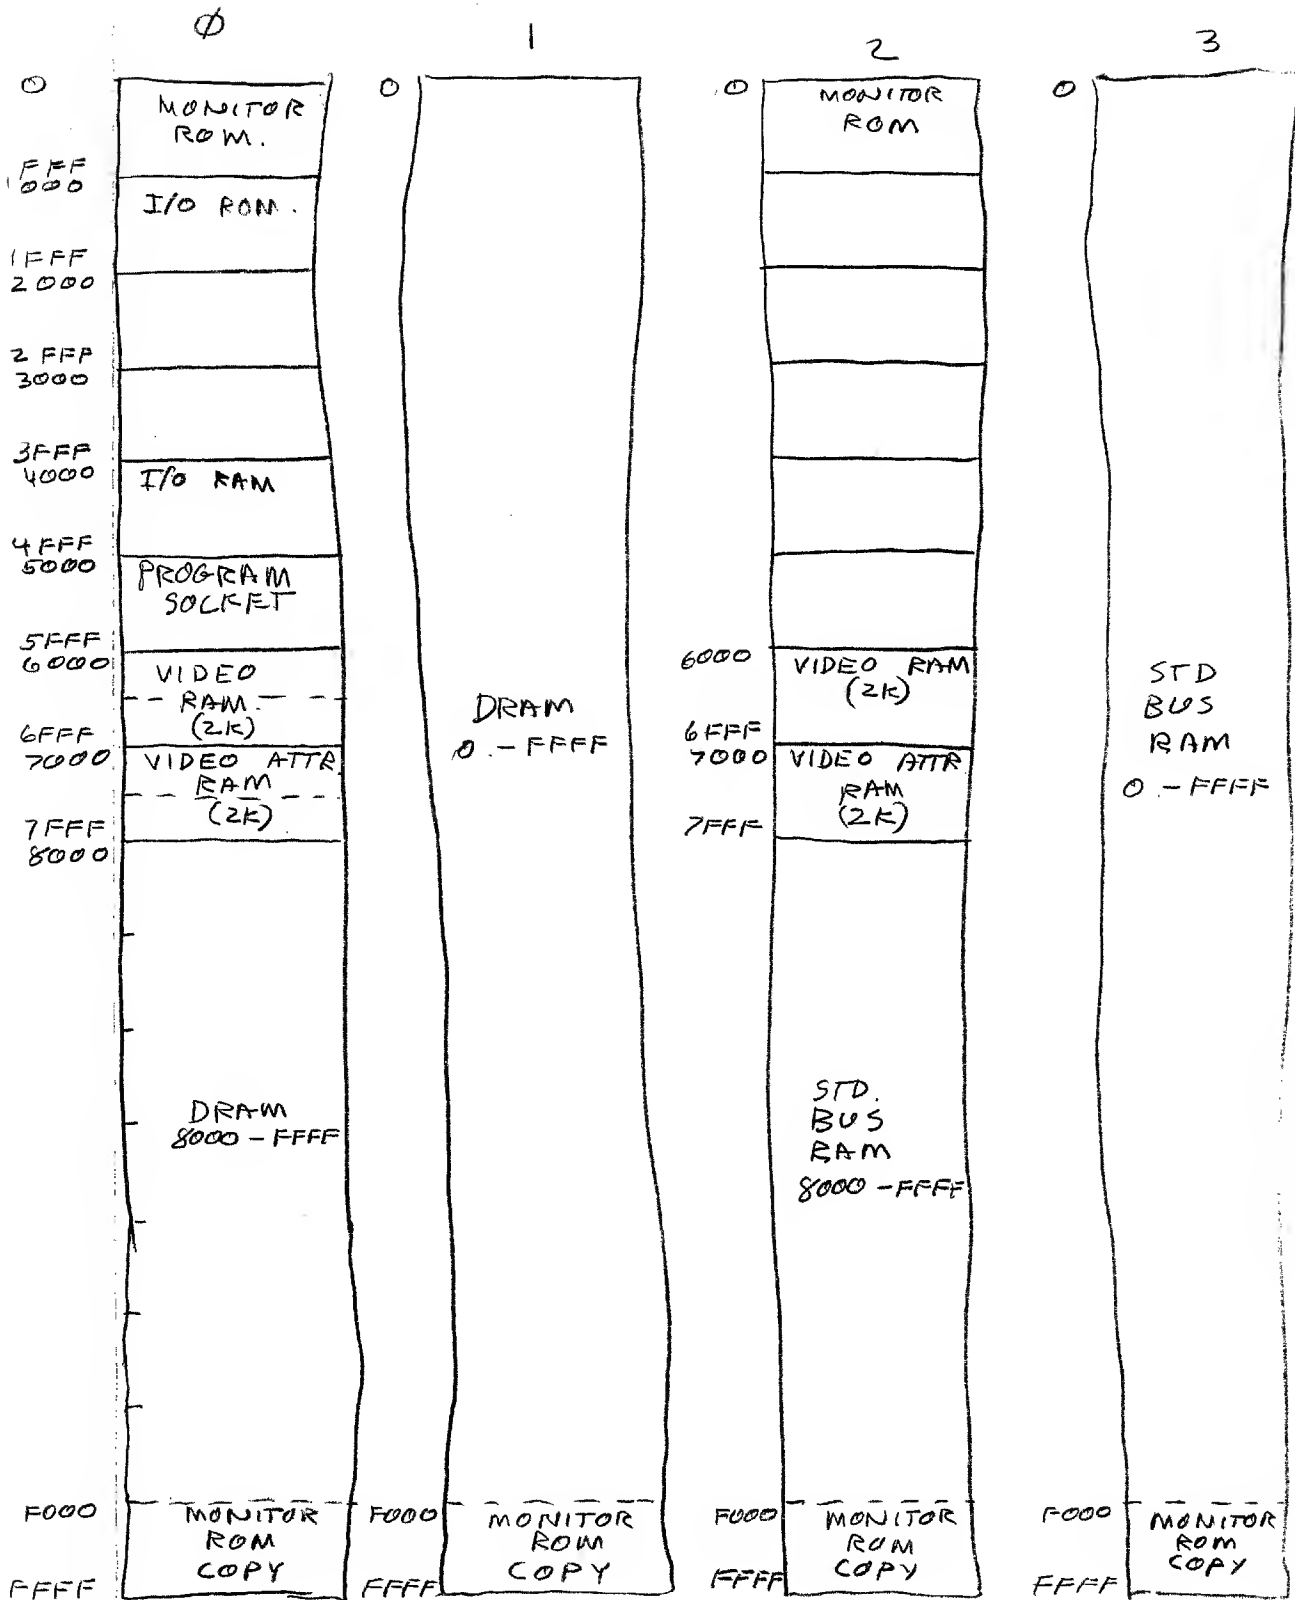 Ø
0
MONITOR
ROM.
FFF
1000
I/O ROM.
1FFF
2000
2FFF
3000
3FFF
4000
I/O RAM
4FFF
5000
PROGRAM
SOCKET
5FFF
6000
VIDEO
RAM
(2K)
6FFF
7000
VIDEO ATTR
RAM
(2K)
7FFF
8000
DRAM
8000-FFFF
F000
MONITOR
ROM
COPY
FFFF
1
0
DRAM
0-FFFF
F000
MONITOR
ROM
COPY
FFFF
2
0
MONITOR
ROM
6000
VIDEO RAM
(2K)
6FFF
7000
VIDEO ATTR
RAM
(2K)
7FFF
STD.
BUS
RAM
8000-FFFF
F000
MONITOR
ROM
COPY
FFFF
3
0
STD
BUS
RAM
0-FFFF
F000
MONITOR
ROM
COPY
FFFF